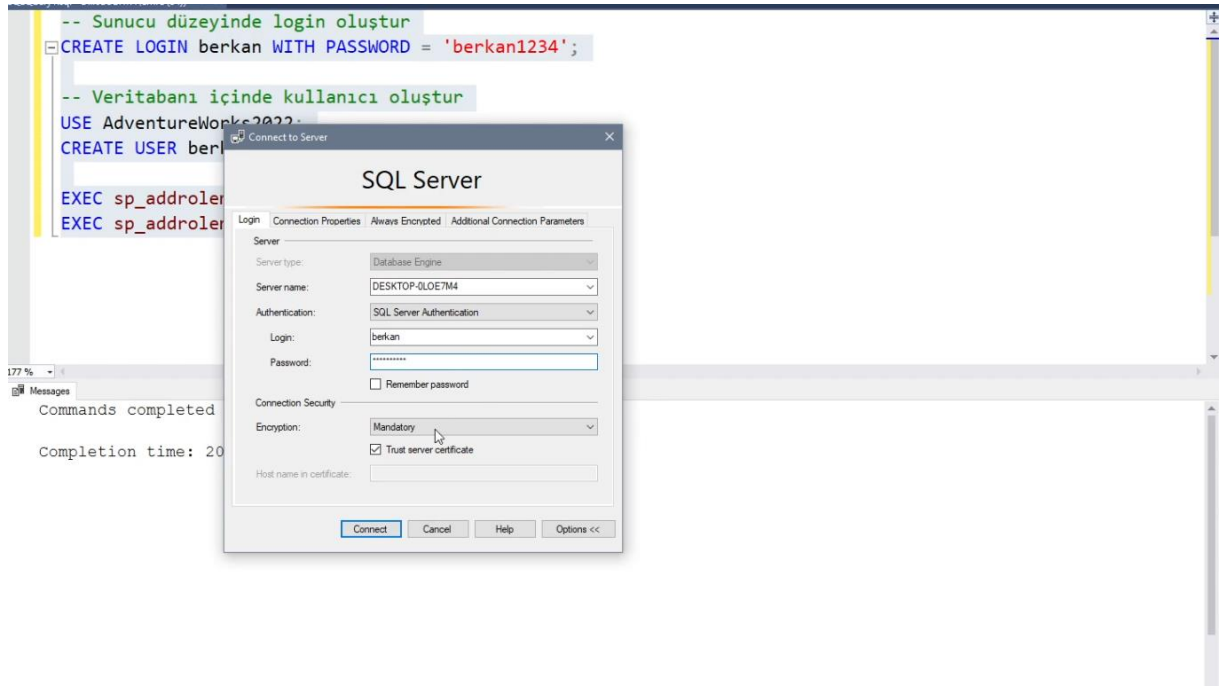 -- Sunucu düzeyinde login oluştur
CREATE LOGIN berkan WITH PASSWORD = 'berkan1234';
-- Veritabanı içinde kullanıcı oluştur
USE AdventureWorks2022;
CREATE USER
EXEC
EXEC
Connect to Server
SQL Server
Login Connection Properties Always Encrypted Additional Connection Parameters
Server
Server type: Database Engine
Server name: DESKTOP-0LOE7M4
Authentication: SQL Server Authentication
Login: berkan
Password: **********
Remember password
Connection Security
Encryption: Mandatory
Trust server certificate
Host name in certificate:
Connect Cancel Help Options <<
177 %
Messages
Commands completed
Completion time: 20